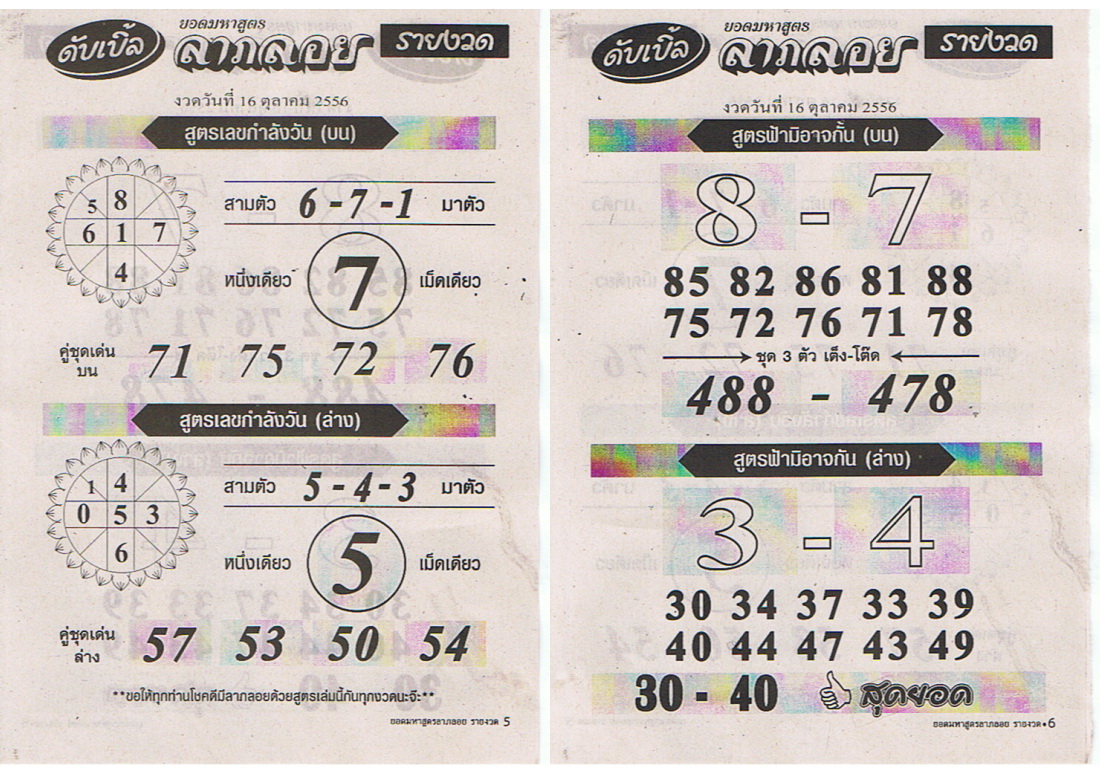 ดับเบิ้ล
ยอดมหาสูตร
ลาภลอย
รายงวด
งวดวันที่ 16 ตุลาคม 2556
สูตรเลขกำลังวัน (บน)
5 8
6 1 7
4
สามตัว 6 - 7 - 1 มาตัว
หนึ่งเดียว 7 เม็ดเดียว
คู่ชุดเด่น
บน
71 75 72 76
สูตรเลขกำลังวัน (ล่าง)
1 4
0 5 3
6
สามตัว 5 - 4 - 3 มาตัว
หนึ่งเดียว 5 เม็ดเดียว
คู่ชุดเด่น
ล่าง
57 53 50 54
**ขอให้ทุกท่านโชคดีมีลาภลอยด้วยสูตรเล่มนี้กันทุกงวดนะจ๊ะ**
ยอดมหาสูตรลาภลอย รายงวด 5
ดับเบิ้ล
ยอดมหาสูตร
ลาภลอย
รายงวด
งวดวันที่ 16 ตุลาคม 2556
สูตรฟ้ามิอาจกั้น (บน)
8 - 7
85 82 86 81 88
75 72 76 71 78
ชุด 3 ตัว เต็ง-โต๊ด
488 - 478
สูตรฟ้ามิอาจกัน (ล่าง)
3 - 4
30 34 37 33 39
40 44 47 43 49
30 - 40 สุดยอด
ยอดมหาสูตรลาภลอย รายงวด•6